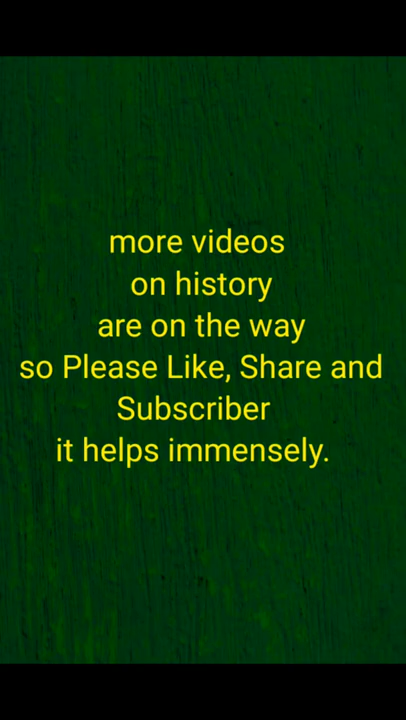 more videos
on history
are on the way
so Please Like, Share and
Subscriber
it helps immensely.